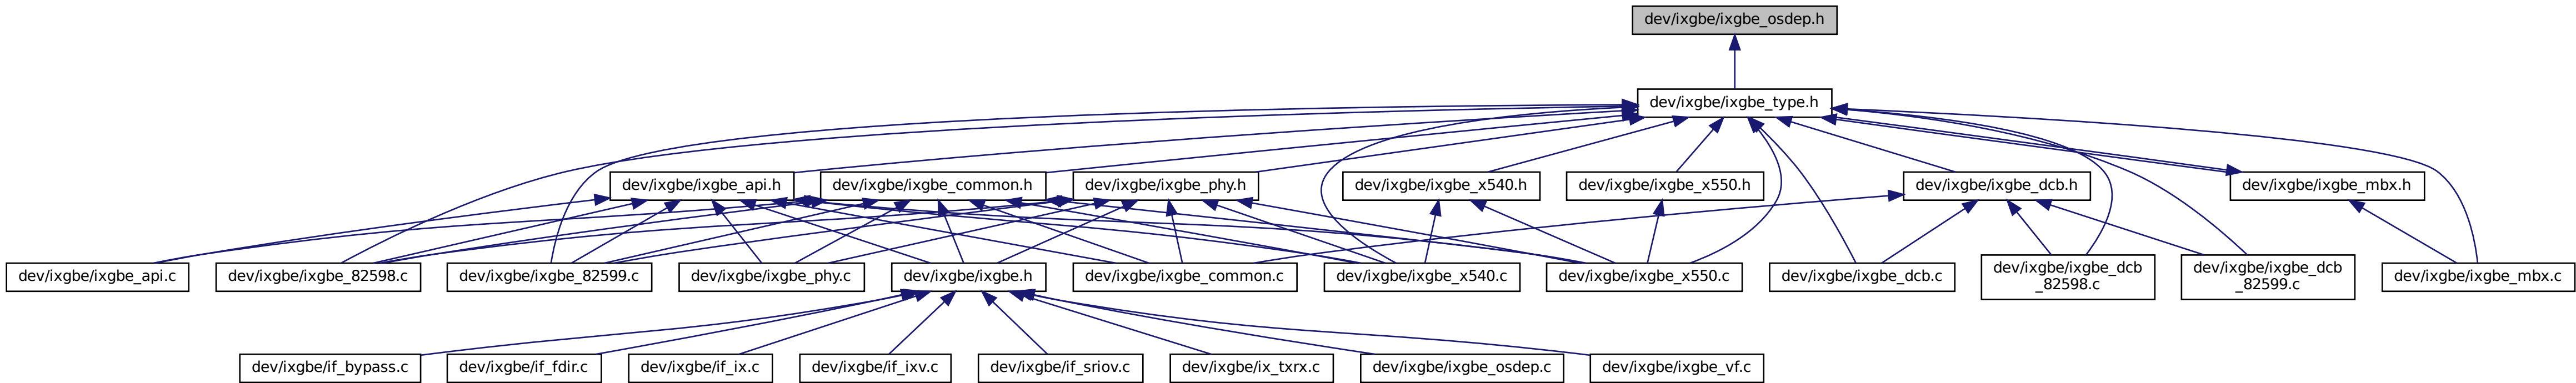 dev/ixgbe/ixgbe_osdep.h
dev/ixgbe/ixgbe_type.h
dev/ixgbe/ixgbe_api.h
dev/ixgbe/ixgbe_common.h
dev/ixgbe/ixgbe_phy.h
dev/ixgbe/ixgbe_x540.h
dev/ixgbe/ixgbe_x550.h
dev/ixgbe/ixgbe_dcb.h
dev/ixgbe/ixgbe_mbx.h
dev/ixgbe/ixgbe_api.c
dev/ixgbe/ixgbe_82598.c
dev/ixgbe/ixgbe_82599.c
dev/ixgbe/ixgbe_phy.c
dev/ixgbe/ixgbe.h
dev/ixgbe/ixgbe_common.c
dev/ixgbe/ixgbe_x540.c
dev/ixgbe/ixgbe_x550.c
dev/ixgbe/ixgbe_dcb.c
dev/ixgbe/ixgbe_dcb
_82598.c
dev/ixgbe/ixgbe_dcb
_82599.c
dev/ixgbe/ixgbe_mbx.c
dev/ixgbe/if_bypass.c
dev/ixgbe/if_fdir.c
dev/ixgbe/if_ix.c
dev/ixgbe/if_ixv.c
dev/ixgbe/if_sriov.c
dev/ixgbe/ix_txrx.c
dev/ixgbe/ixgbe_osdep.c
dev/ixgbe/ixgbe_vf.c